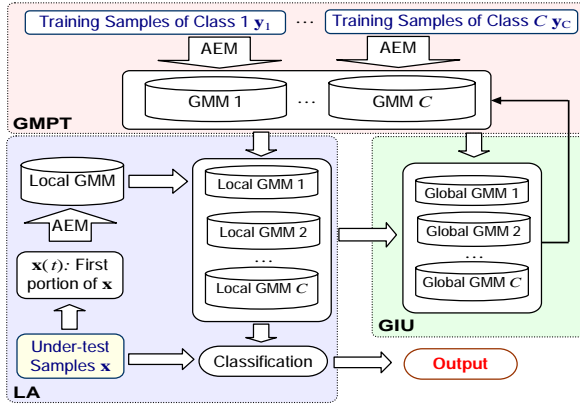 Training Samples of Class 1 y1
...
Training Samples of Class C yC
AEM
AEM
GMM 1
...
GMM C
GMPT
Local GMM
Local GMM 1
Local GMM 2
...
Local GMM C
Global GMM 1
Global GMM 2
...
Global GMM C
AEM
x(t): First
portion of x
GIU
Under-test
Samples x
Classification
Output
LA